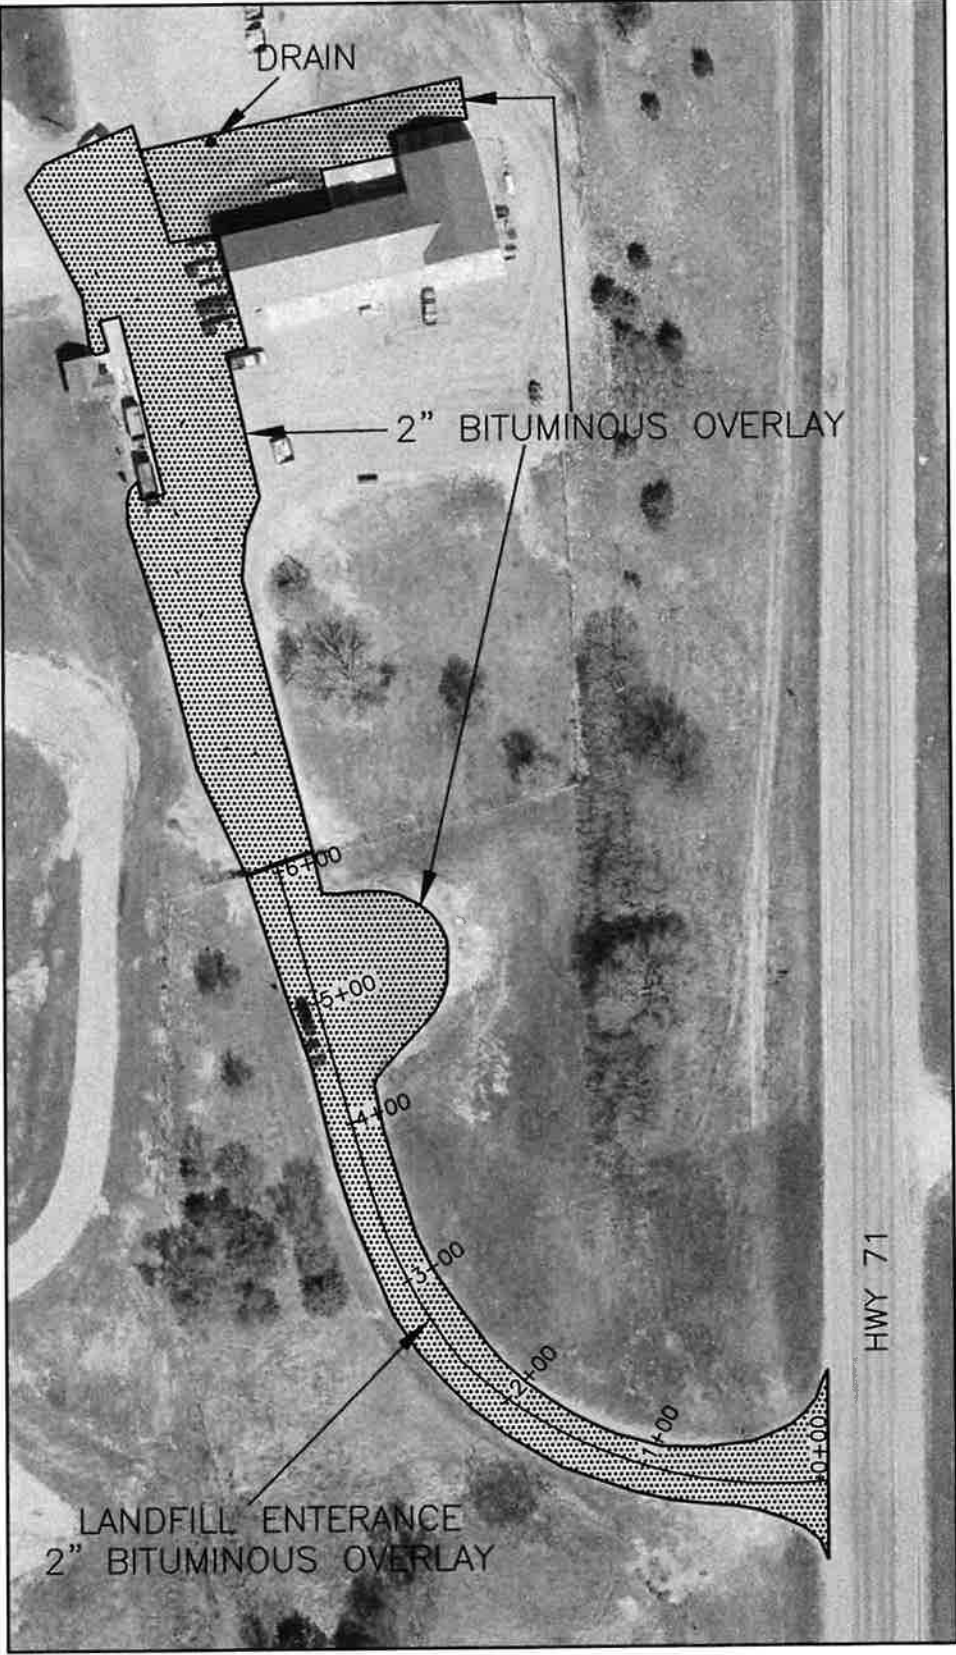 DRAIN
2" BITUMINOUS OVERLAY
6+00
5+00
4+00
3+00
2+00
1+00
0+00
HWY 71
LANDFILL ENTERANCE
2" BITUMINOUS OVERLAY